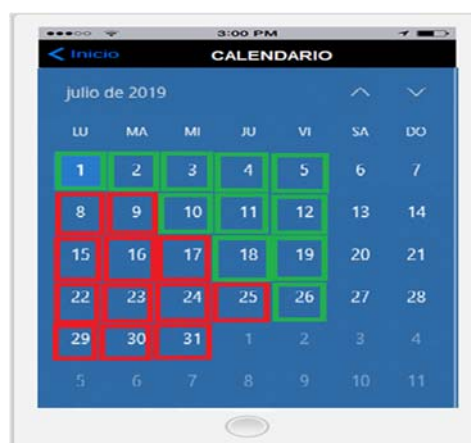 3:00 PM
< Inicio CALENDARIO
julio de 2019
LU MA MI JU VI SA DO
1 2 3 4 5 6 7
8 9 10 11 12 13 14
15 16 17 18 19 20 21
22 23 24 25 26 27 28
29 30 31 1 2 3 4
5 6 7 8 9 10 11